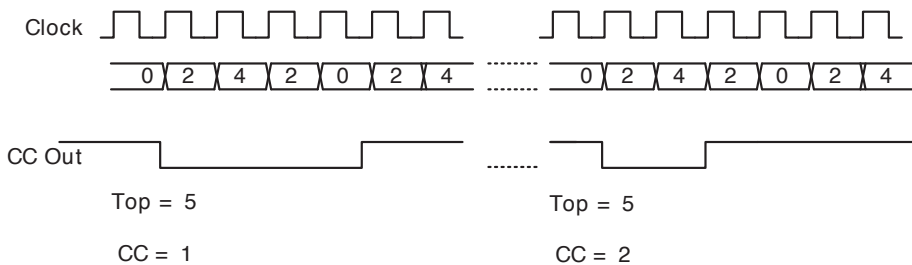 Clock
0 2 4 2 0 2 4 0 2 4 2 0 2 4
CC Out
Top = 5 Top = 5
CC = 1 CC = 2